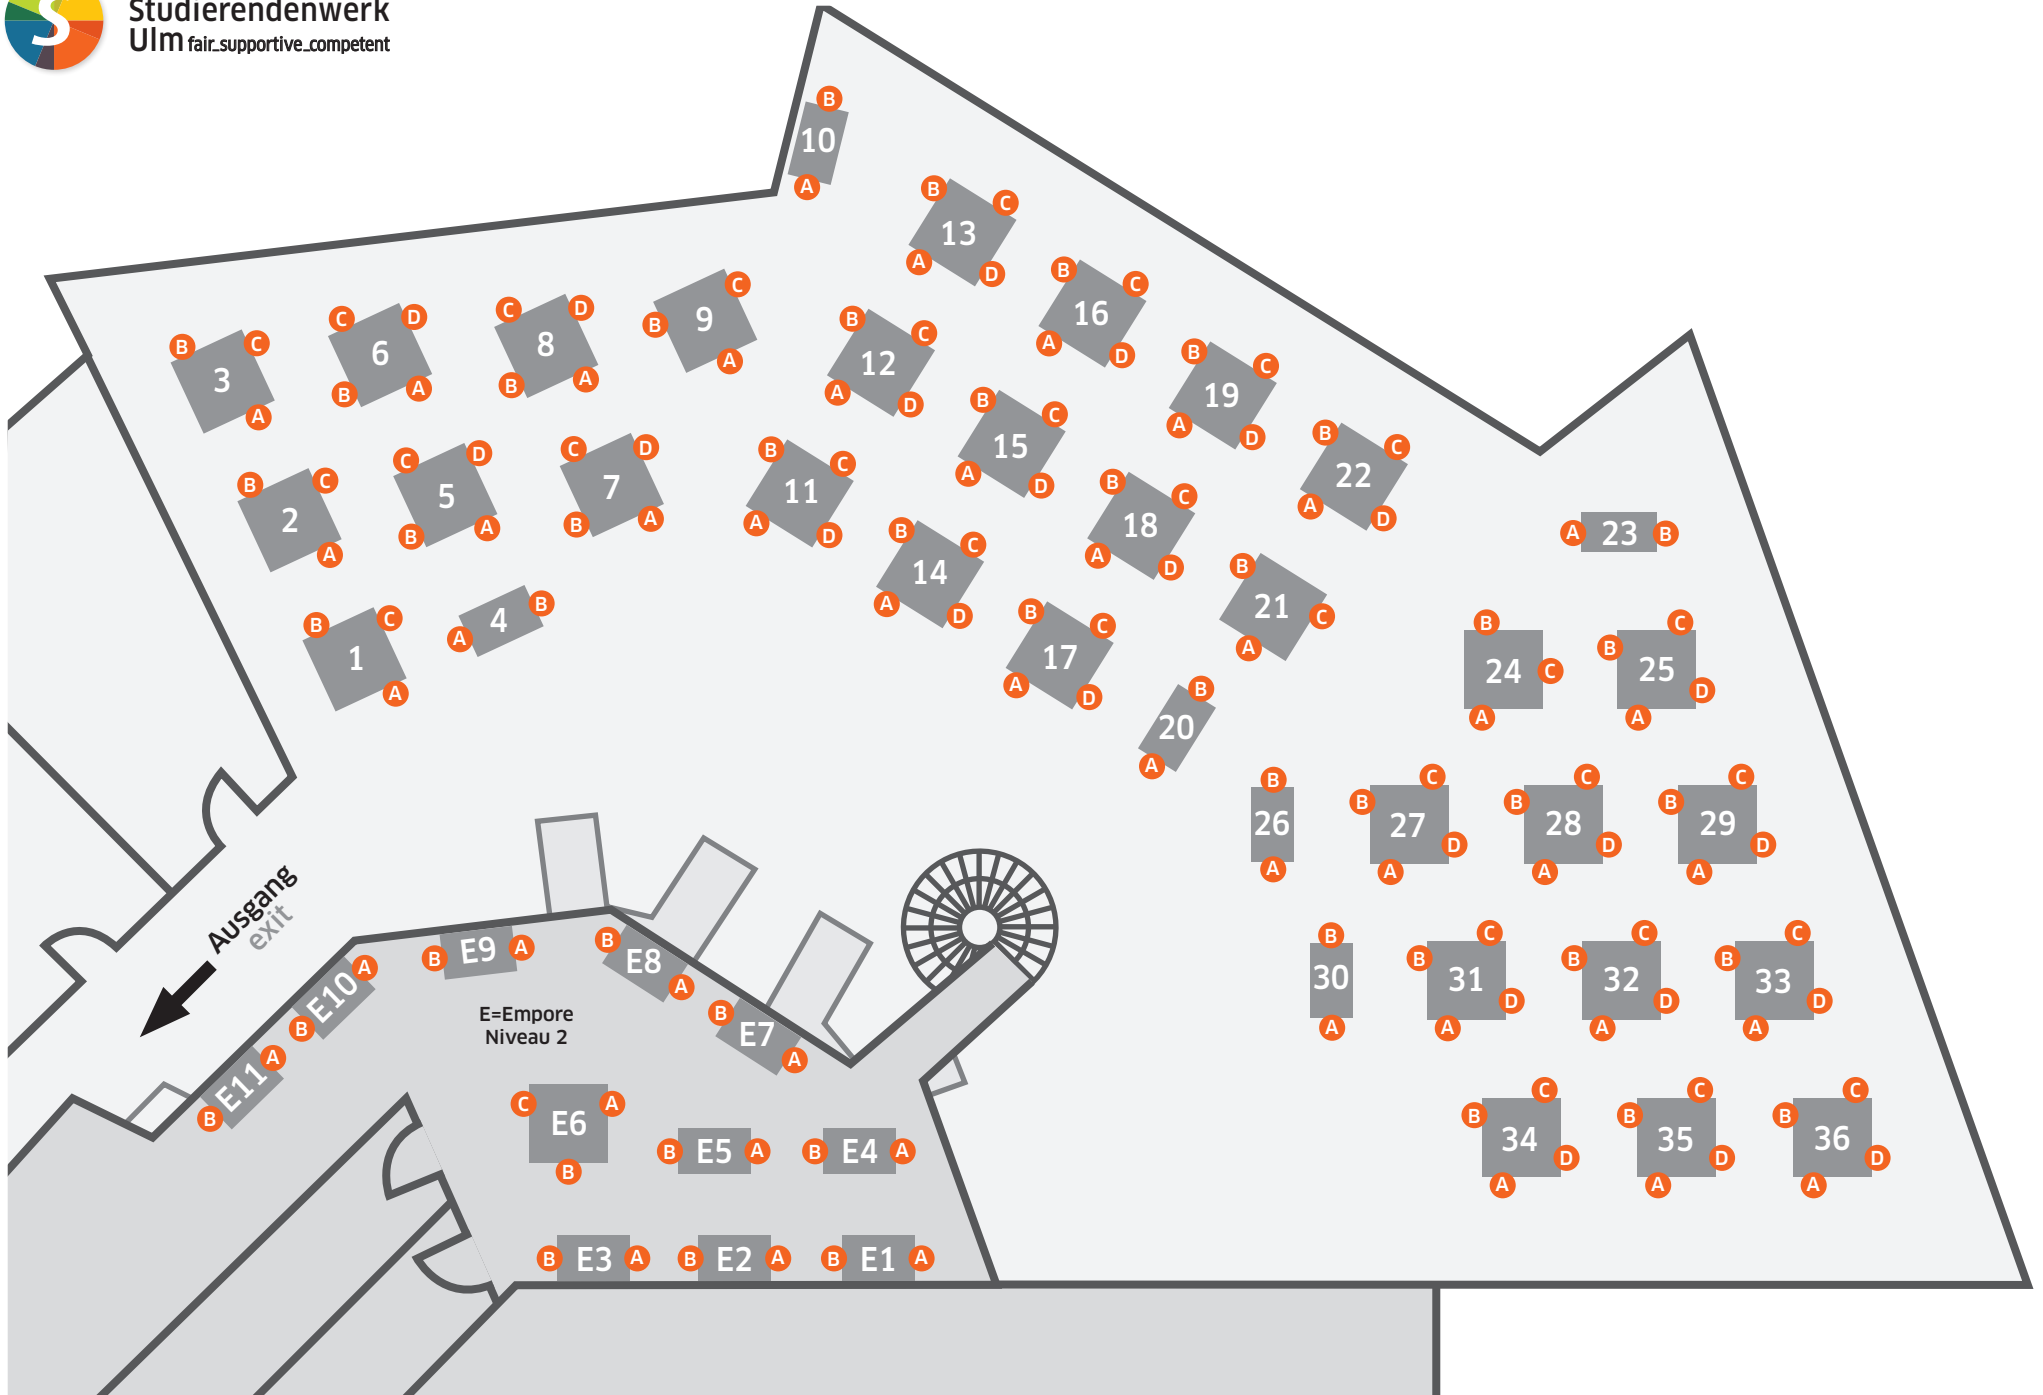 Studierendenwerk
Ulm fair_supportive_competent
S
B
10
A
B
C
13
A
D
B
C
16
A
D
C
B
9
A
C
D
6
B
A
C
D
8
B
A
B
C
3
A
B
C
12
A
D
B
C
19
A
D
B
C
15
A
D
B
C
22
A
D
B
C
2
A
C
D
5
B
A
C
D
7
B
A
B
C
11
A
D
B
C
18
A
D
A
23
B
B
C
14
A
D
B
C
21
A
B
C
1
A
B
4
A
B
C
17
A
D
B
20
A
B
24
C
A
C
B
25
D
A
B
26
A
C
B
27
D
A
C
B
28
D
A
C
B
29
D
A
Ausgang
exit
B
E9
A
B
E8
A
A
E10
B
B
E7
A
A
E11
B
E=Empore
Niveau 2
B
30
A
C
B
31
D
A
C
B
32
D
A
C
B
33
D
A
C
A
E6
B
B
E5
A
B
E4
A
C
B
34
D
A
C
B
35
D
A
C
B
36
D
A
B
E3
A
B
E2
A
B
E1
A